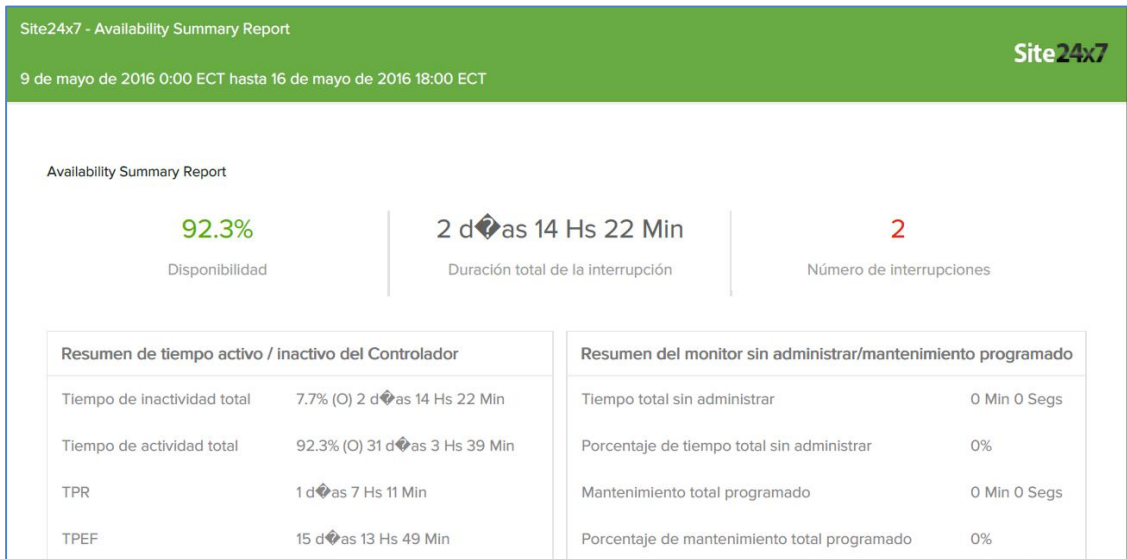 Site24x7 - Availability Summary Report
Site24x7
9 de mayo de 2016 0:00 ECT hasta 16 de mayo de 2016 18:00 ECT
Availability Summary Report
92.3%
Disponibilidad
2 d�as 14 Hs 22 Min
Duración total de la interrupción
2
Número de interrupciones
Resumen de tiempo activo / inactivo del Controlador
Tiempo de inactividad total 7.7% (O) 2 d�as 14 Hs 22 Min
Tiempo de actividad total 92.3% (O) 31 d�as 3 Hs 39 Min
TPR 1 d�as 7 Hs 11 Min
TPEF 15 d�as 13 Hs 49 Min
Resumen del monitor sin administrar/mantenimiento programado
Tiempo total sin administrar 0 Min 0 Segs
Porcentaje de tiempo total sin administrar 0%
Mantenimiento total programado 0 Min 0 Segs
Porcentaje de mantenimiento total programado 0%